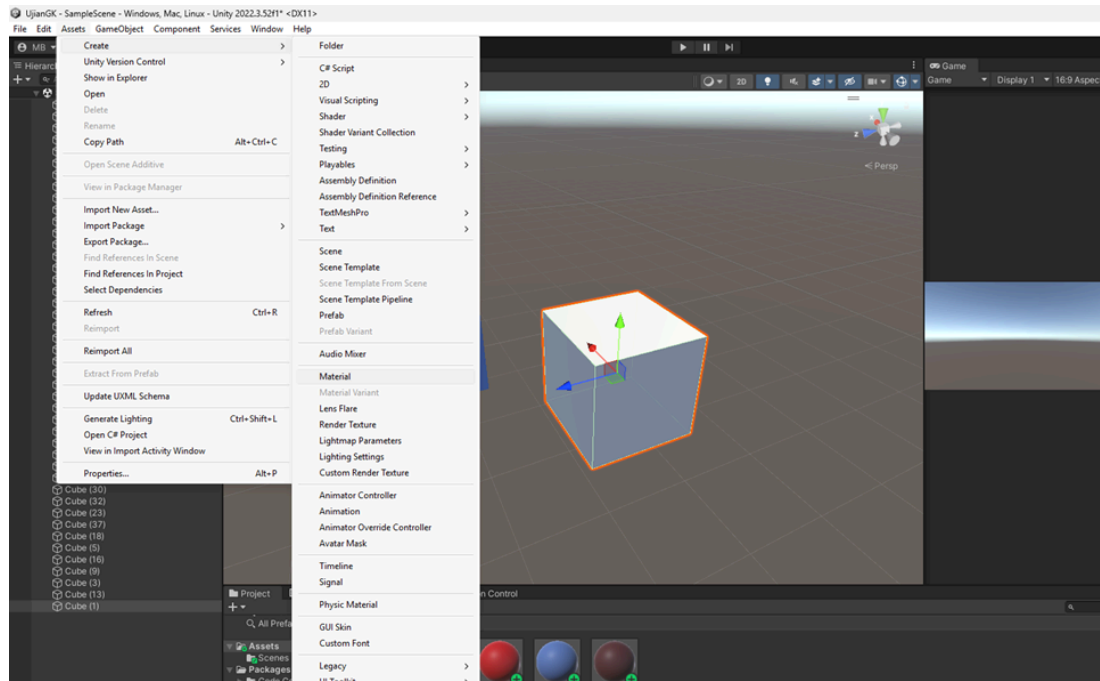 UjianGK - SampleScene - Windows, Mac, Linux - Unity 2022.3.52f1* <DX11>
File Edit Assets GameObject Component Services Window Help
MB
Hierarc
Create
Unity Version Control
Show in Explorer
Open
Delete
Rename
Copy Path Alt+Ctrl+C
Open Scene Additive
View in Package Manager
Import New Asset...
Import Package
Export Package...
Find References In Scene
Find References In Project
Select Dependencies
Refresh Ctrl+R
Reimport
Reimport All
Extract From Prefab
Update UXML Schema
Generate Lighting Ctrl+Shift+L
Open C# Project
View in Import Activity Window
Properties... Alt+P
Folder
C# Script
2D
Visual Scripting
Shader
Shader Variant Collection
Testing
Playables
Assembly Definition
Assembly Definition Reference
TextMeshPro
Text
Scene
Scene Template
Scene Template From Scene
Scene Template Pipeline
Prefab
Prefab Variant
Audio Mixer
Material
Material Variant
Lens Flare
Render Texture
Lightmap Parameters
Lighting Settings
Custom Render Texture
Animator Controller
Animation
Animator Override Controller
Avatar Mask
Timeline
Signal
Physic Material
GUI Skin
Custom Font
Legacy
UI Toolkit
2D
x
z
Persp
Game
Game Display 1 16:9 Aspec
Cube (30)
Cube (32)
Cube (23)
Cube (37)
Cube (18)
Cube (5)
Cube (16)
Cube (9)
Cube (3)
Cube (13)
Cube (1)
Project
n Control
All Prefa
Assets
Scenes
Packages